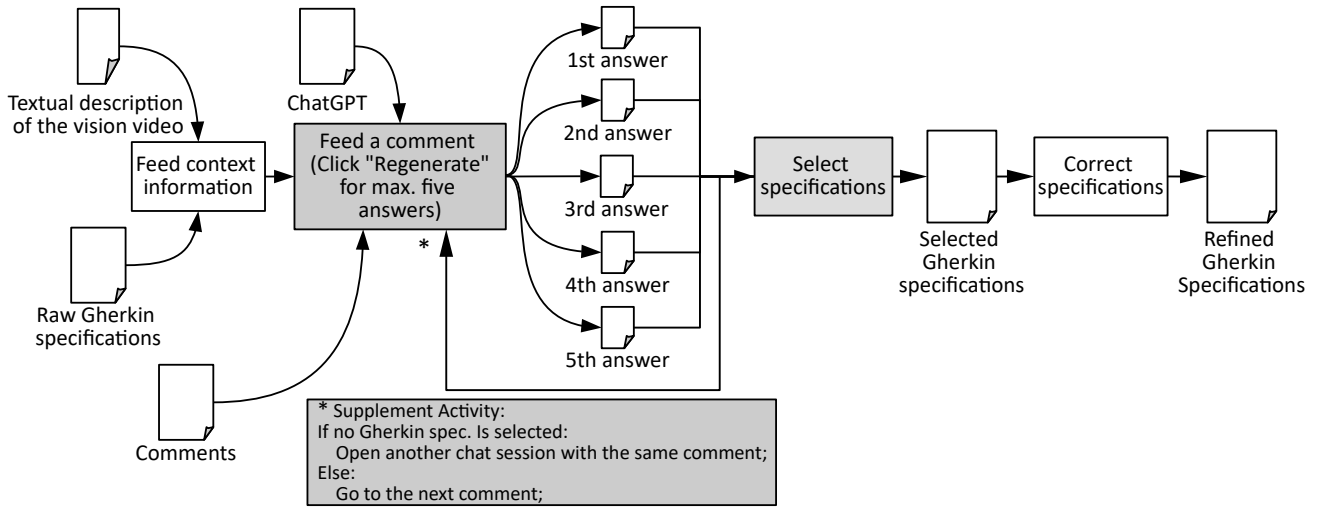 Textual description
of the vision video
Feed context
information
Raw Gherkin
specifications
Comments
ChatGPT
Feed a comment
(Click "Regenerate"
for max. five
answers)
*
1st answer
2nd answer
3rd answer
4th answer
5th answer
Select
specifications
Selected
Gherkin
specifications
Correct
specifications
Refined
Gherkin
Specifications
* Supplement Activity:
If no Gherkin spec. Is selected:
Open another chat session with the same comment;
Else:
Go to the next comment;